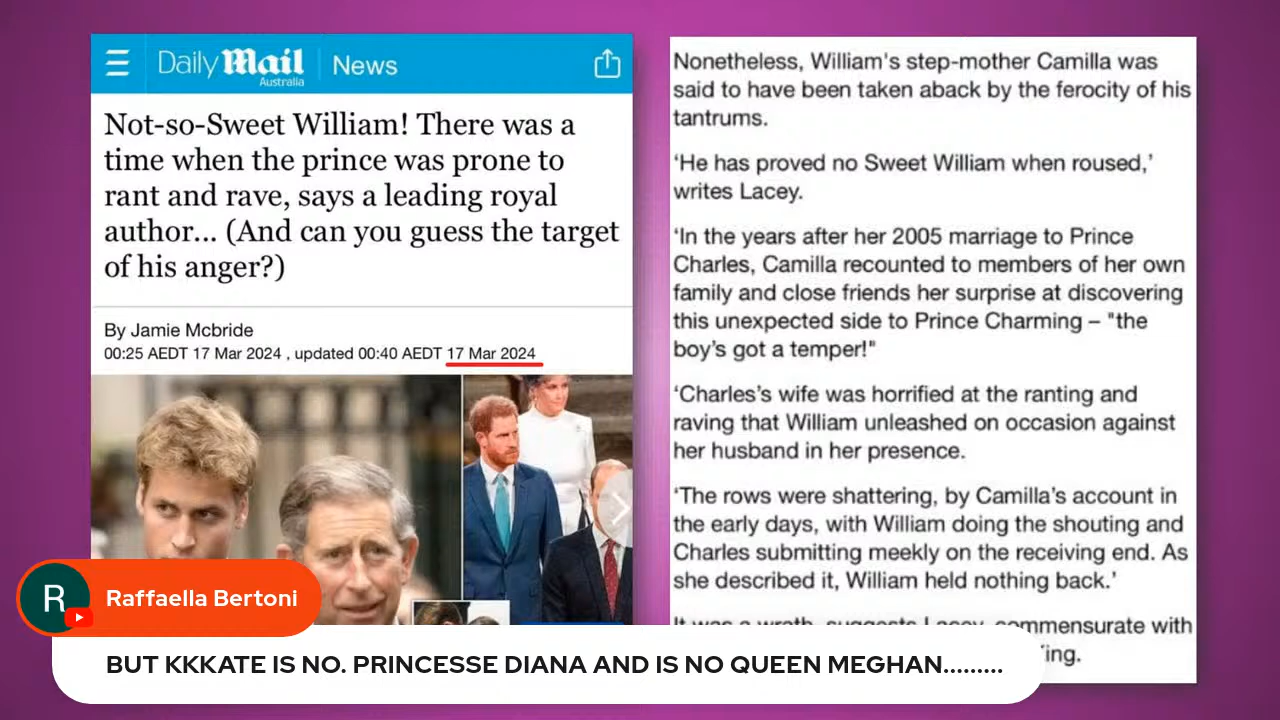 Daily Mail
Australia
News
Not-so-Sweet William! There was a
time when the prince was prone to
rant and rave, says a leading royal
author... (And can you guess the target
of his anger?)
By Jamie Mcbride
00:25 AEDT 17 Mar 2024 , updated 00:40 AEDT 17 Mar 2024
Nonetheless, William's step-mother Camilla was
said to have been taken aback by the ferocity of his
tantrums.
‘He has proved no Sweet William when roused,’
writes Lacey.
‘In the years after her 2005 marriage to Prince
Charles, Camilla recounted to members of her own
family and close friends her surprise at discovering
this unexpected side to Prince Charming – "the
boy’s got a temper!"
‘Charles’s wife was horrified at the ranting and
raving that William unleashed on occasion against
her husband in her presence.
‘The rows were shattering, by Camilla’s account in
the early days, with William doing the shouting and
Charles submitting meekly on the receiving end. As
she described it, William held nothing back.’
It was a wrath, suggests Lacey, commensurate with
R
Raffaella Bertoni
BUT KKKATE IS NO. PRINCESSE DIANA AND IS NO QUEEN MEGHAN.........